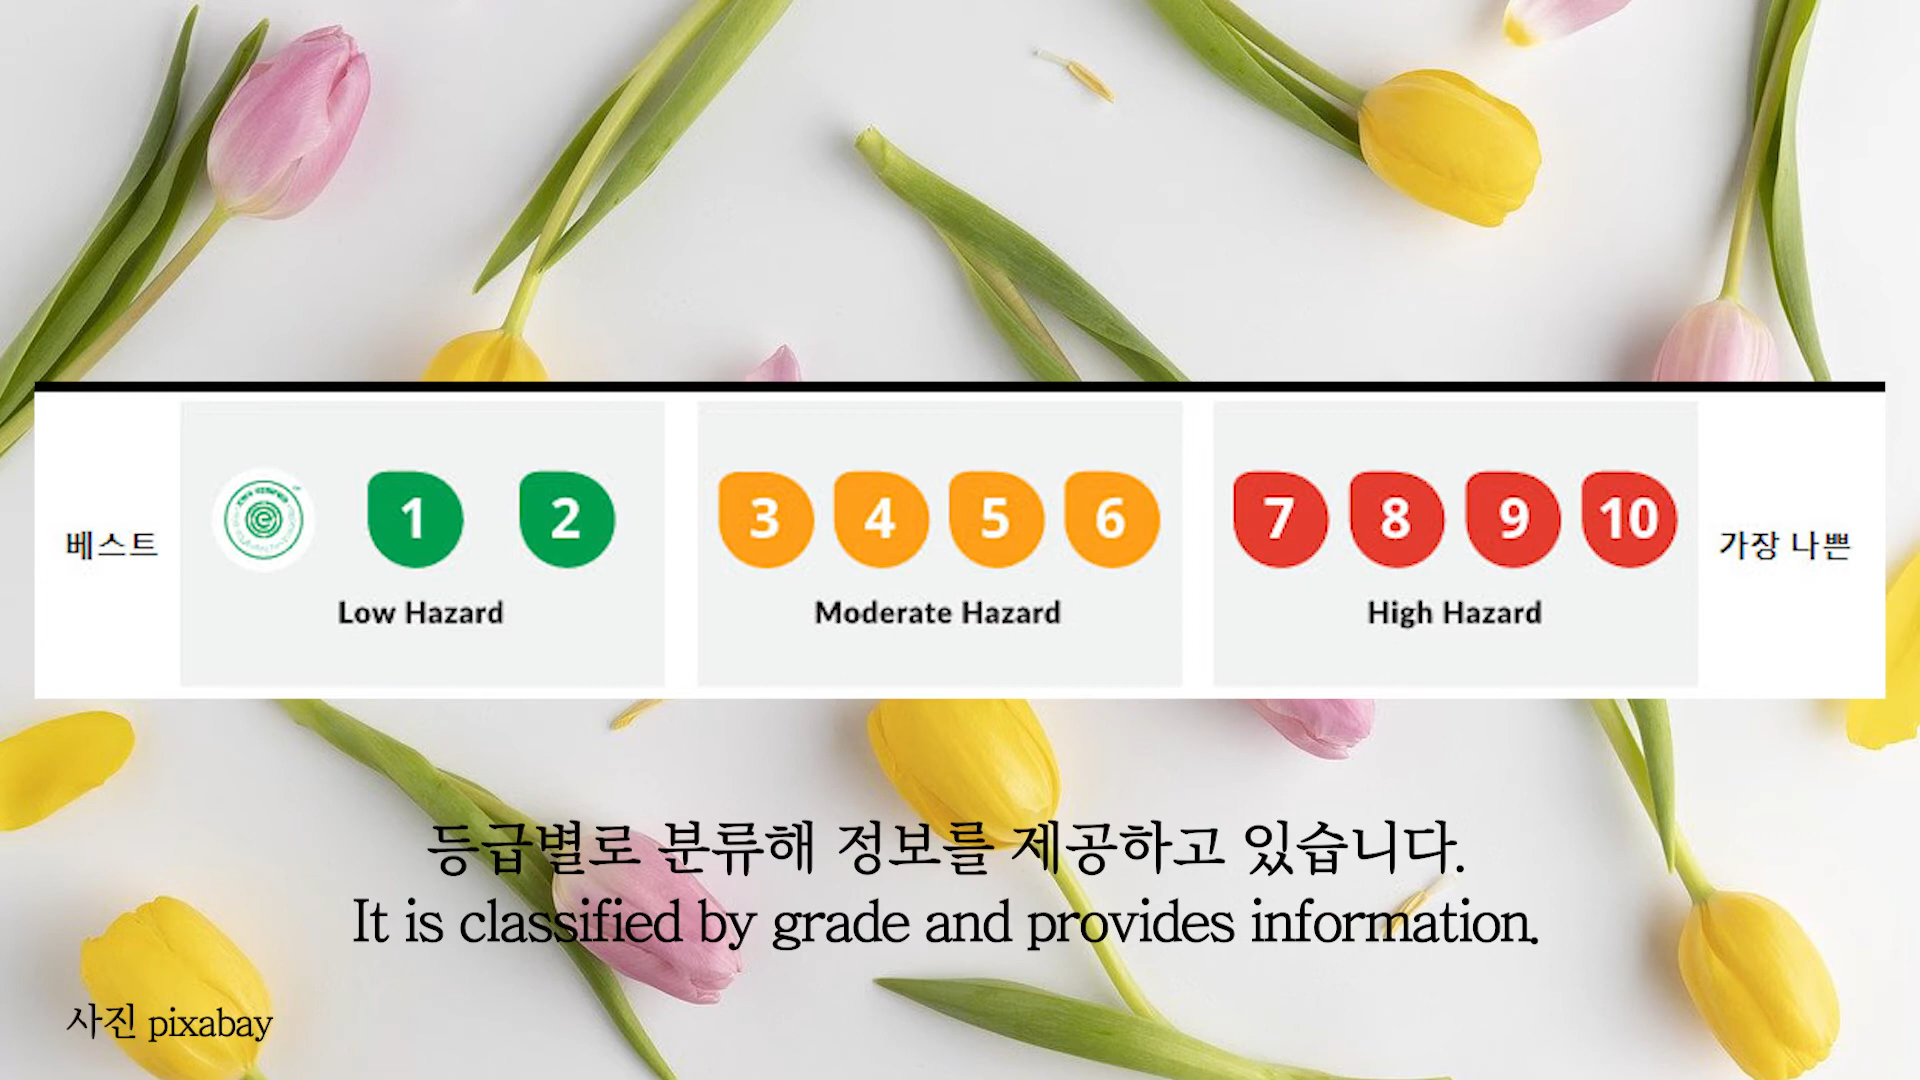 베스트
1 2
Low Hazard
3 4 5 6
Moderate Hazard
7 8 9 10
High Hazard
가장 나쁜
등급별로 분류해 정보를 제공하고 있습니다.
It is classified by grade and provides information.
사진 pixabay